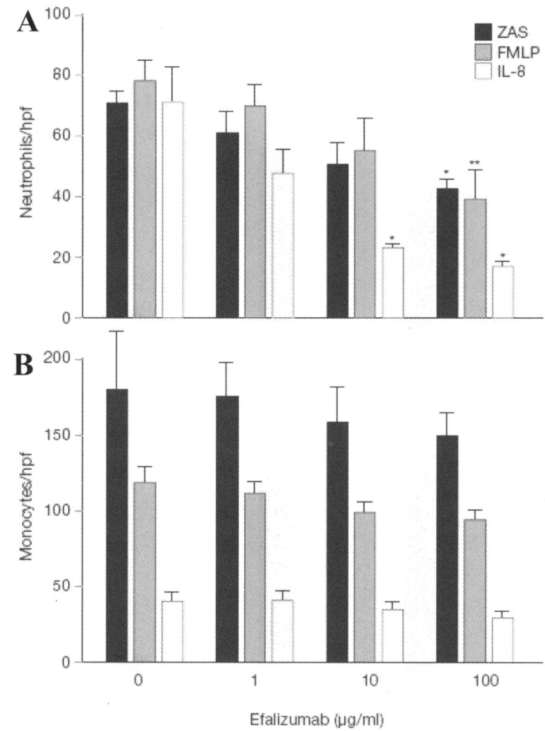 A
100
80
60
40
20
0
Neutrophils/hpf
ZAS
FMLP
IL-8
*
* **
*
B
200
150
100
50
0
Monocytes/hpf
0 1 10 100
Efalizumab (µg/ml)